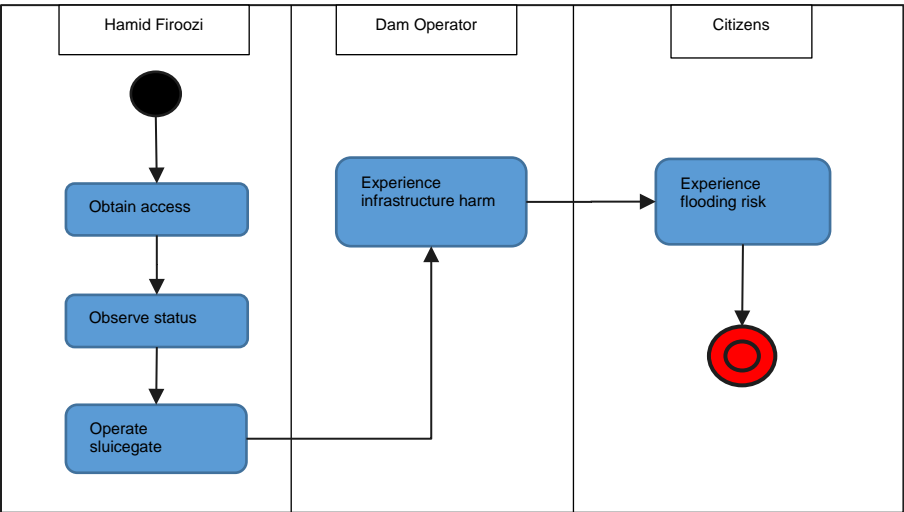 Hamid Firoozi
Dam Operator
Citizens
Obtain access
Observe status
Operate
sluicegate
Experience
infrastructure harm
Experience
flooding risk